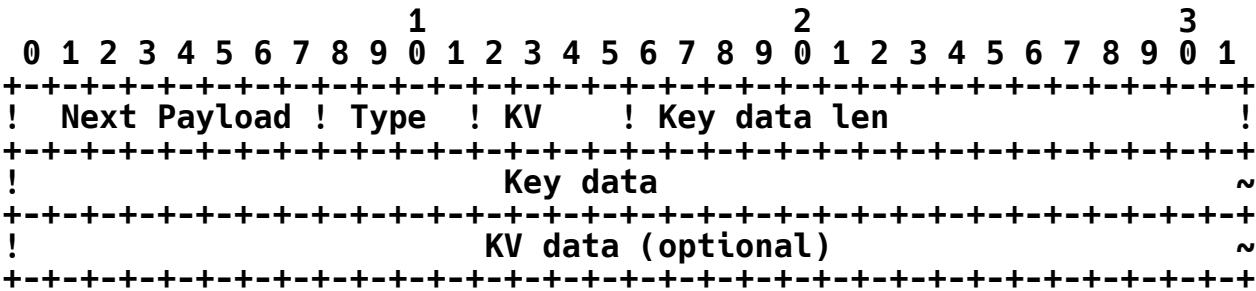 1                   2                   3
 0 1 2 3 4 5 6 7 8 9 0 1 2 3 4 5 6 7 8 9 0 1 2 3 4 5 6 7 8 9 0 1
+-+-+-+-+-+-+-+-+-+-+-+-+-+-+-+-+-+-+-+-+-+-+-+-+-+-+-+-+-+-+-+-+
!  Next Payload ! Type  ! KV    ! Key data len                  !
+-+-+-+-+-+-+-+-+-+-+-+-+-+-+-+-+-+-+-+-+-+-+-+-+-+-+-+-+-+-+-+-+
!                         Key data                              ~
+-+-+-+-+-+-+-+-+-+-+-+-+-+-+-+-+-+-+-+-+-+-+-+-+-+-+-+-+-+-+-+-+
!                        KV data (optional)                     ~
+-+-+-+-+-+-+-+-+-+-+-+-+-+-+-+-+-+-+-+-+-+-+-+-+-+-+-+-+-+-+-+-+